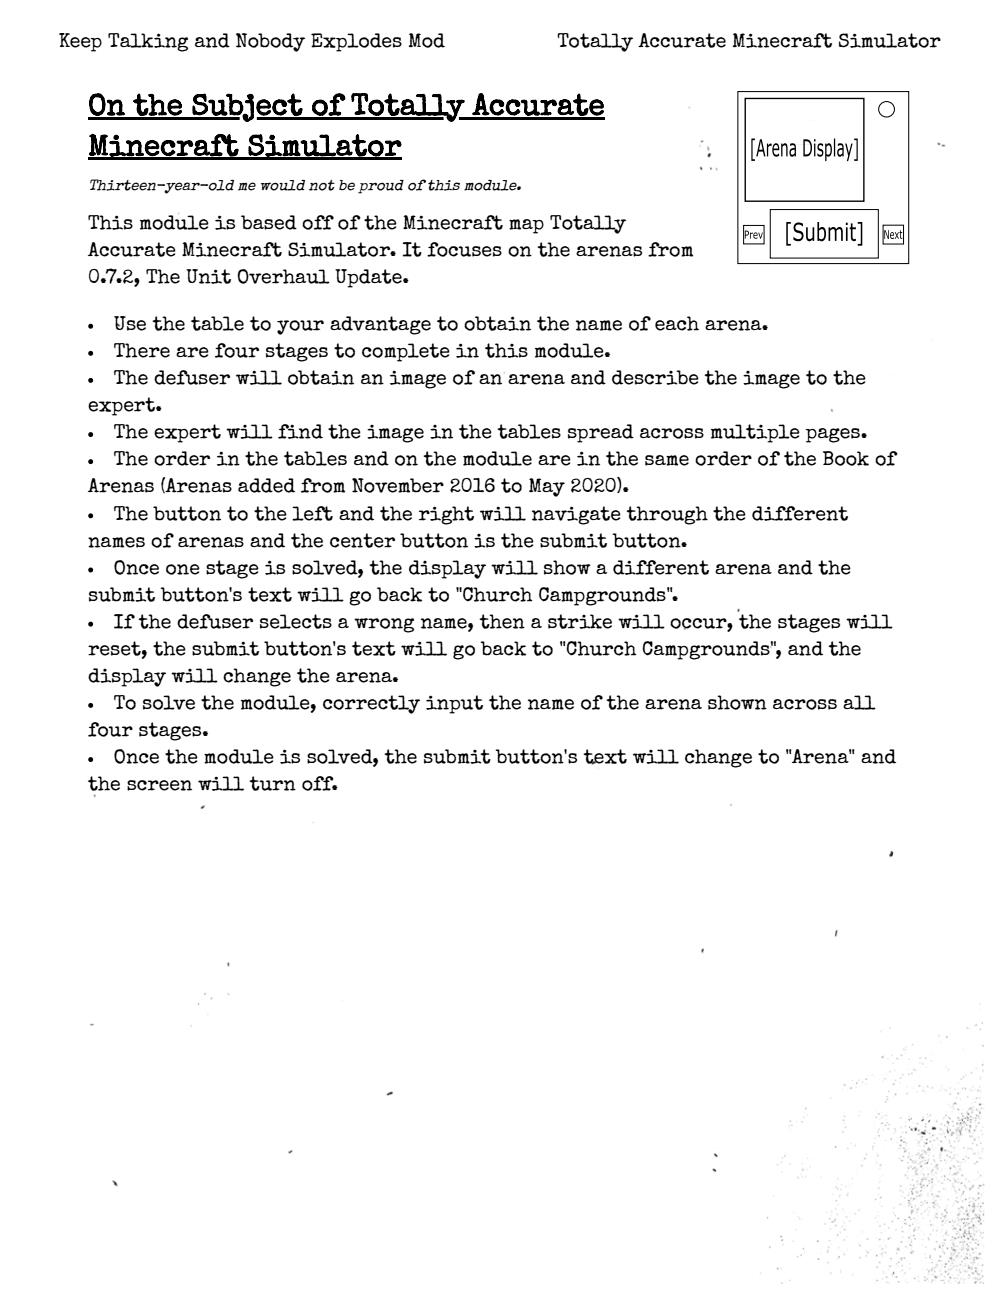 Keep Talking and Nobody Explodes Mod
Totally Accurate Minecraft Simulator
On the Subject of Totally Accurate
Minecraft Simulator
Thirteen-year-old me would not be proud of this module.
This module is based off of the Minecraft map Totally
Accurate Minecraft Simulator. It focuses on the arenas from
0.7.2, The Unit Overhaul Update.
[Arena Display]
Prev
[Submit]
Next
• Use the table to your advantage to obtain the name of each arena.
• There are four stages to complete in this module.
• The defuser will obtain an image of an arena and describe the image to the
expert.
• The expert will find the image in the tables spread across multiple pages.
• The order in the tables and on the module are in the same order of the Book of
Arenas (Arenas added from November 2016 to May 2020).
• The button to the left and the right will navigate through the different
names of arenas and the center button is the submit button.
• Once one stage is solved, the display will show a different arena and the
submit button's text will go back to "Church Campgrounds".
• If the defuser selects a wrong name, then a strike will occur, the stages will
reset, the submit button's text will go back to "Church Campgrounds", and the
display will change the arena.
• To solve the module, correctly input the name of the arena shown across all
four stages.
• Once the module is solved, the submit button's text will change to "Arena" and
the screen will turn off.